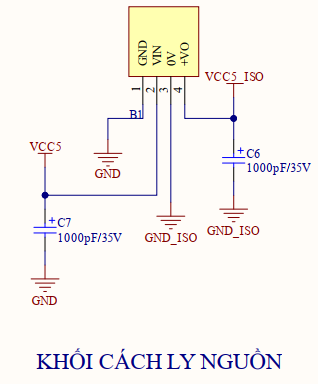 GND
VIN
0V
+VO
1
2
3
4
B1
VCC5_ISO
VCC5
GND
+ C6
1000pF/35V
+ C7
1000pF/35V
GND_ISO
GND_ISO
GND
KHỐI CÁCH LY NGUỒN